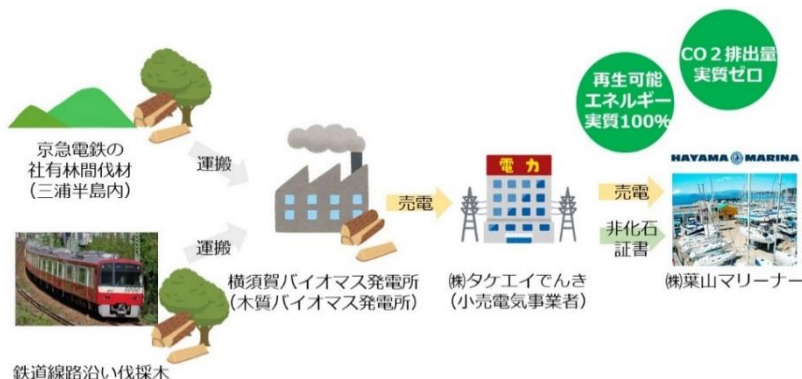 再生可能
エネルギー
実質100%
CO２排出量
実質ゼロ
京急電鉄の
社有林間伐材
（三浦半島内）
運搬
運搬
鉄道線路沿い伐採木
横須賀バイオマス発電所
（木質バイオマス発電所）
売電
電力
㈱タケエイでんき
（小売電気事業者）
売電
非化石
証書
HAYAMA MARINA
㈱葉山マリーナー